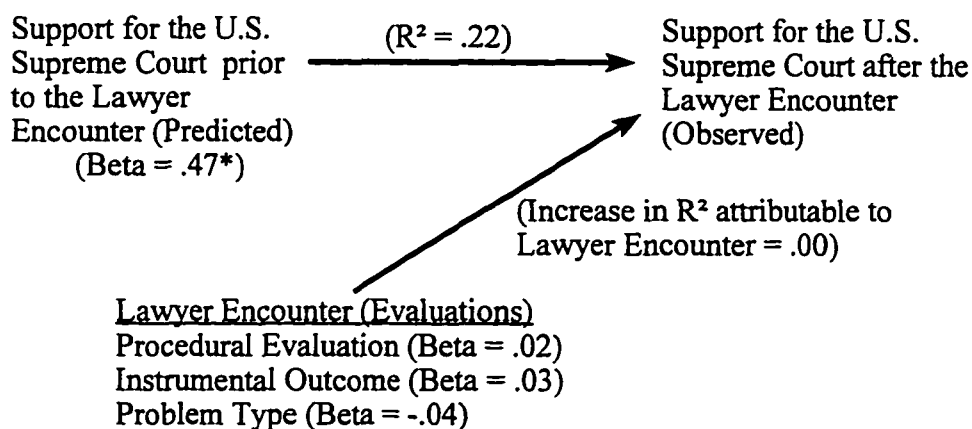 Support for the U.S.
Supreme Court prior
to the Lawyer
Encounter (Predicted)
(Beta = .47*)
(R² = .22)
Support for the U.S.
Supreme Court after the
Lawyer Encounter
(Observed)
(Increase in R² attributable to
Lawyer Encounter = .00)
Lawyer Encounter (Evaluations)
Procedural Evaluation (Beta = .02)
Instrumental Outcome (Beta = .03)
Problem Type (Beta = -.04)